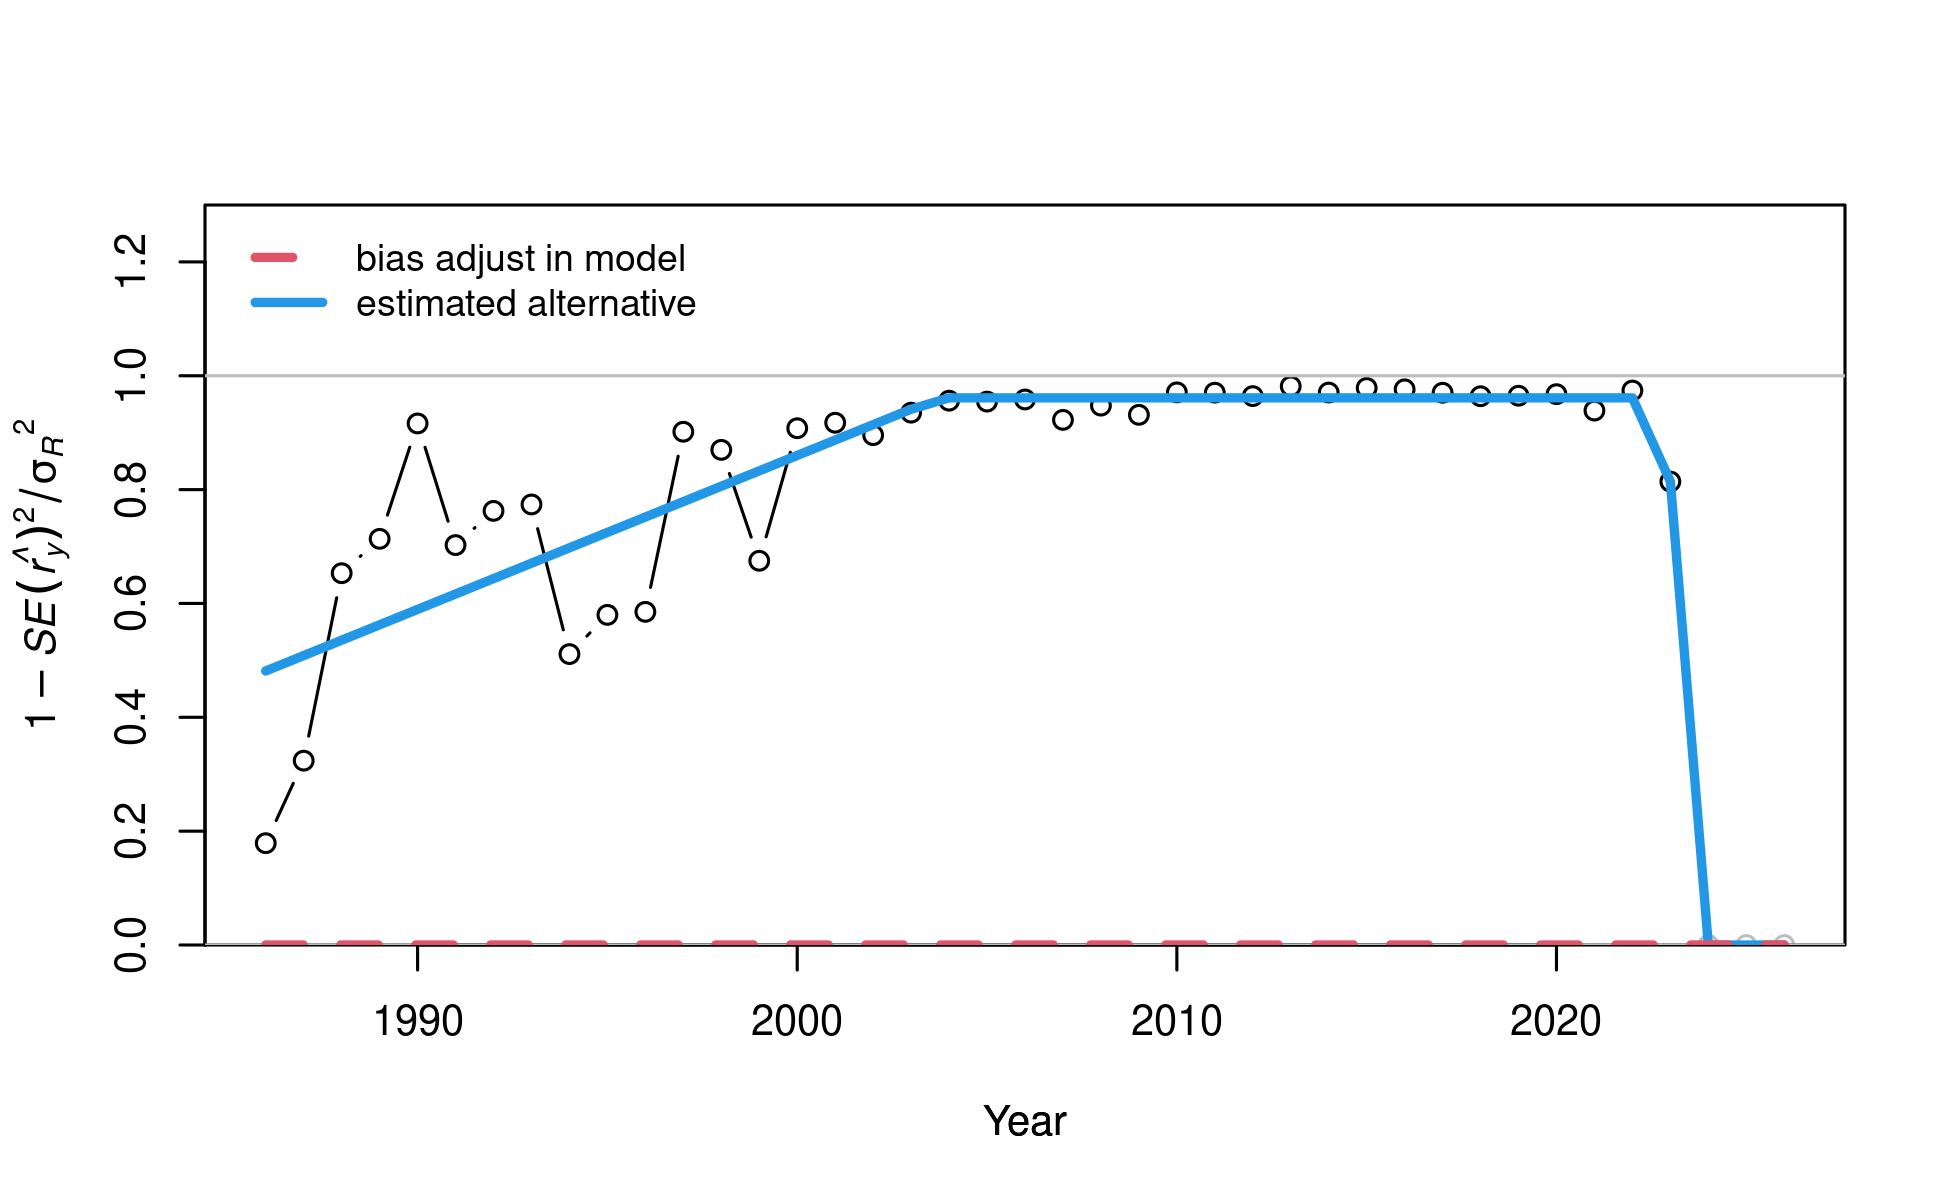 bias adjust in model
estimated alternative
1 − SE(r̂y)²/σR²
0.0
0.2
0.4
0.6
0.8
1.0
1.2
1990
2000
2010
2020
Year